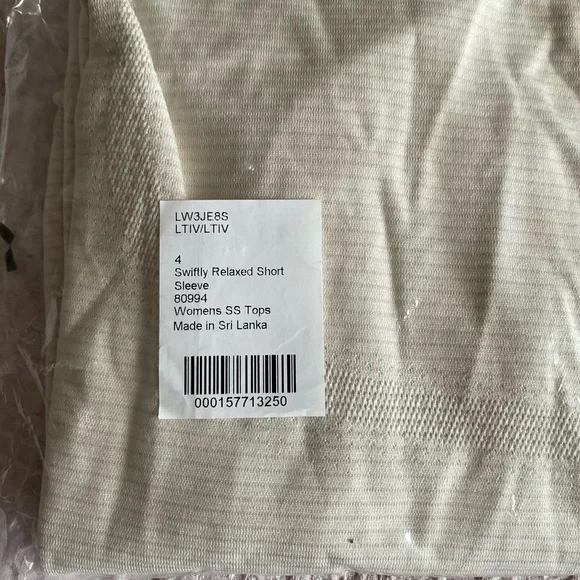 LW3JE8S
LTIV/LTIV
4
Swiftly Relaxed Short
Sleeve
80994
Womens SS Tops
Made in Sri Lanka
000157713250